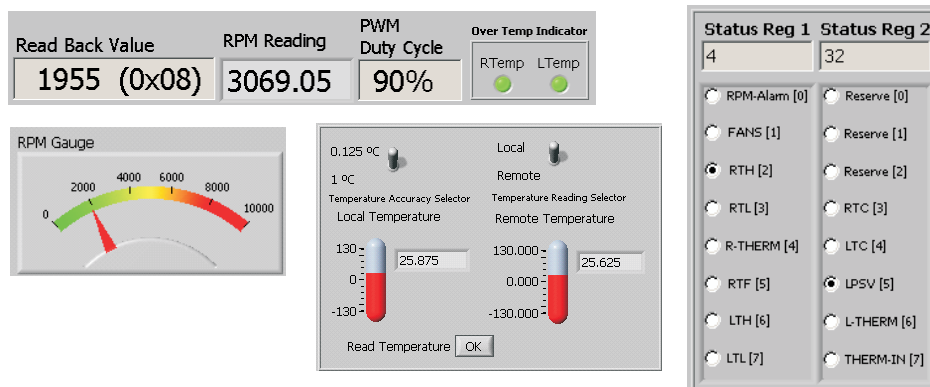 Read Back Value
1955 (0x08)
RPM Reading
3069.05
PWM
Duty Cycle
90%
Over Temp Indicator
RTemp LTemp
RPM Gauge
0 2000 4000 6000 8000 10000
0.125 ºC
1 ºC
Temperature Accuracy Selector
Local
Remote
Temperature Reading Selector
Local Temperature
130
0
-130
25.875
Remote Temperature
130.000
0.000
-130.000
25.625
Read Temperature OK
Status Reg 1 Status Reg 2
4 32
RPM-Alarm [0] Reserve [0]
FANS [1] Reserve [1]
RTH [2] Reserve [2]
RTL [3] RTC [3]
R-THERM [4] LTC [4]
RTF [5] LPSV [5]
LTH [6] L-THERM [6]
LTL [7] THERM-IN [7]